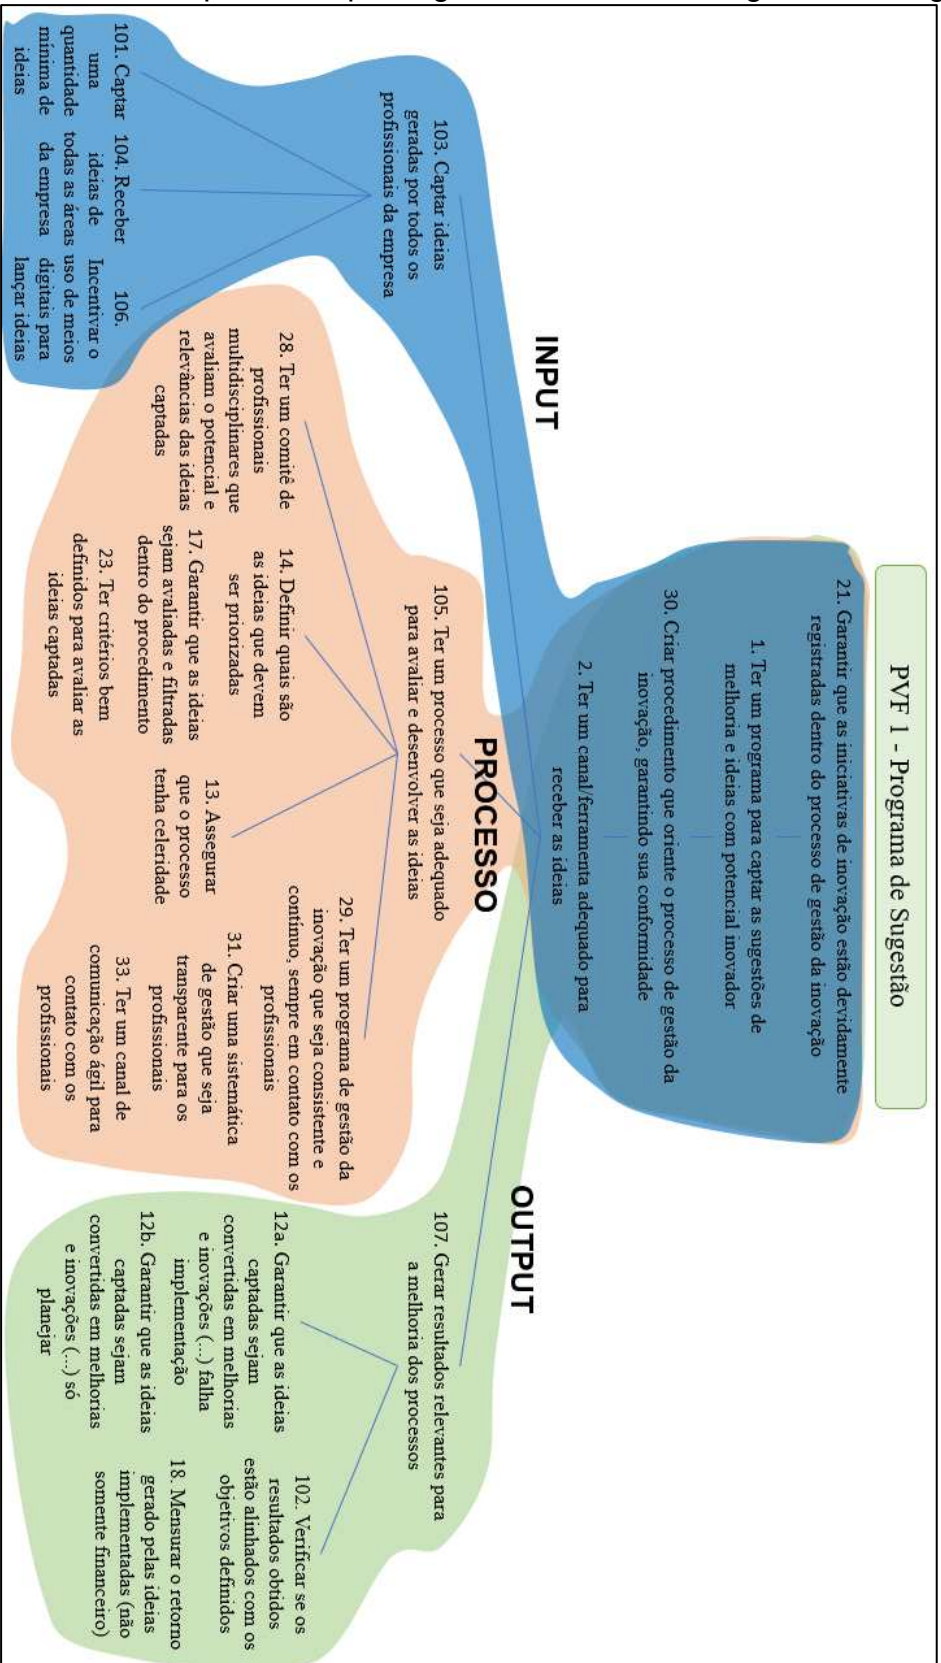 PVF 1 - Programa de Sugestão
21. Garantir que as iniciativas de inovação estão devidamente
registradas dentro do processo de gestão da inovação
1. Ter um programa para captar as sugestões de
melhoria e ideias com potencial inovador
30. Criar procedimento que oriente o processo de gestão da
inovação, garantindo sua conformidade
2. Ter um canal/ferramenta adequado para
receber as ideias
INPUT
103. Captar ideias
geradas por todos os
profissionais da empresa
101. Captar
uma
quantidade
mínima de
ideias
104. Receber
ideias de
todas as áreas
da empresa
106.
Incentivar o
uso de meios
digitais para
lançar ideias
PROCESSO
105. Ter um processo que seja adequado
para avaliar e desenvolver as ideias
28. Ter um comitê de
profissionais
multidisciplinares que
avaliam o potencial e
relevâncias das ideias
captadas
14. Definir quais são
as ideias que devem
ser priorizadas
17. Garantir que as ideias
sejam avaliadas e filtradas
dentro do procedimento
23. Ter critérios bem
definidos para avaliar as
ideias captadas
13. Assegurar
que o processo
tenha celeridade
29. Ter um programa de gestão da
inovação que seja consistente e
contínuo, sempre em contato com os
profissionais
31. Criar uma sistemática
de gestão que seja
transparente para os
profissionais
33. Ter um canal de
comunicação ágil para
contato com os
profissionais
OUTPUT
107. Gerar resultados relevantes para
a melhoria dos processos
12a. Garantir que as ideias
captadas sejam
convertidas em melhorias
e inovações (...) falha
implementação
12b. Garantir que as ideias
captadas sejam
convertidas em melhorias
e inovações (...) só
planejar
102. Verificar se os
resultados obtidos
estão alinhados com os
objetivos definidos
18. Mensurar o retorno
gerado pelas ideias
implementadas (não
somente financeiro)